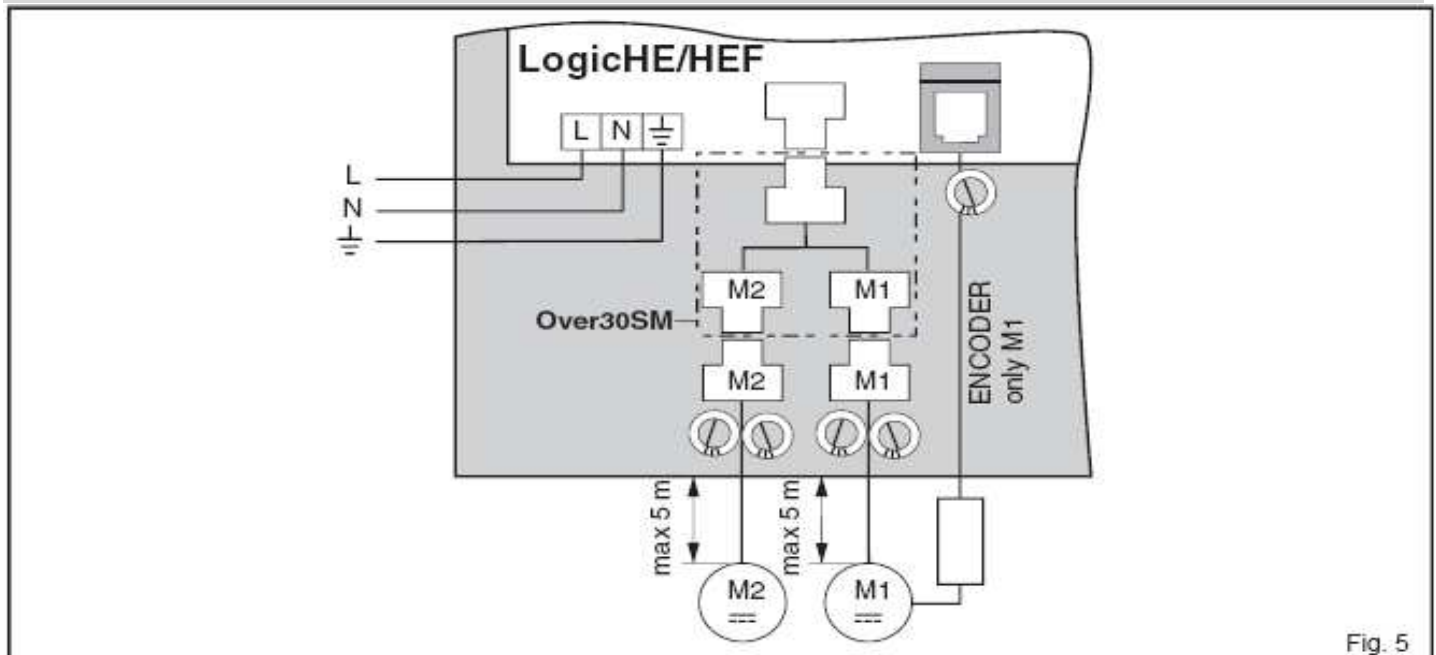 LogicHE/HEF
L N ⏚
L
N
⏚
M2 M1
Over30SM
M2 M1
ENCODER
only M1
max 5 m
max 5 m
M2
M1
Fig. 5